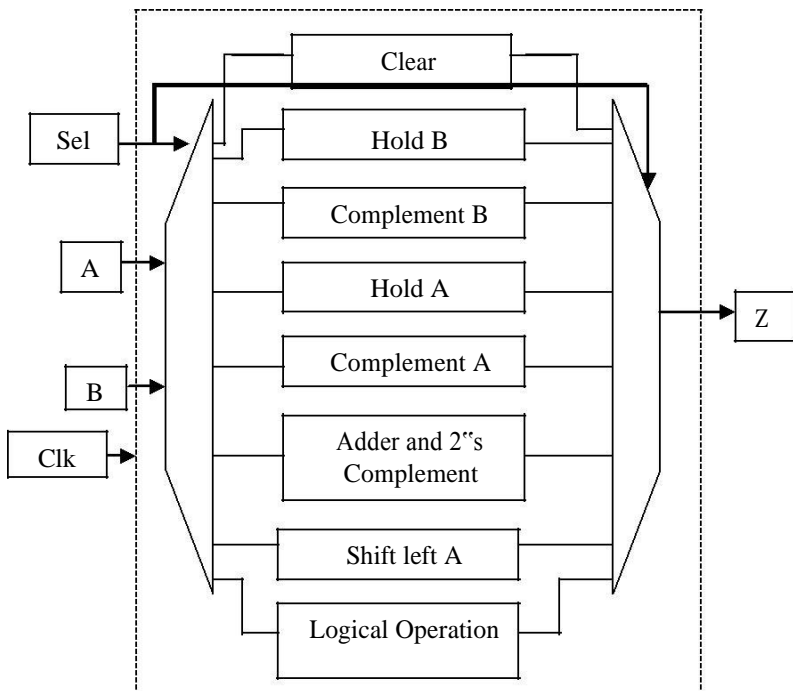 Clear
Sel
Hold B
Complement B
A
Hold A
Z
Complement A
B
Adder and 2‟s
Complement
Clk
Shift left A
Logical Operation